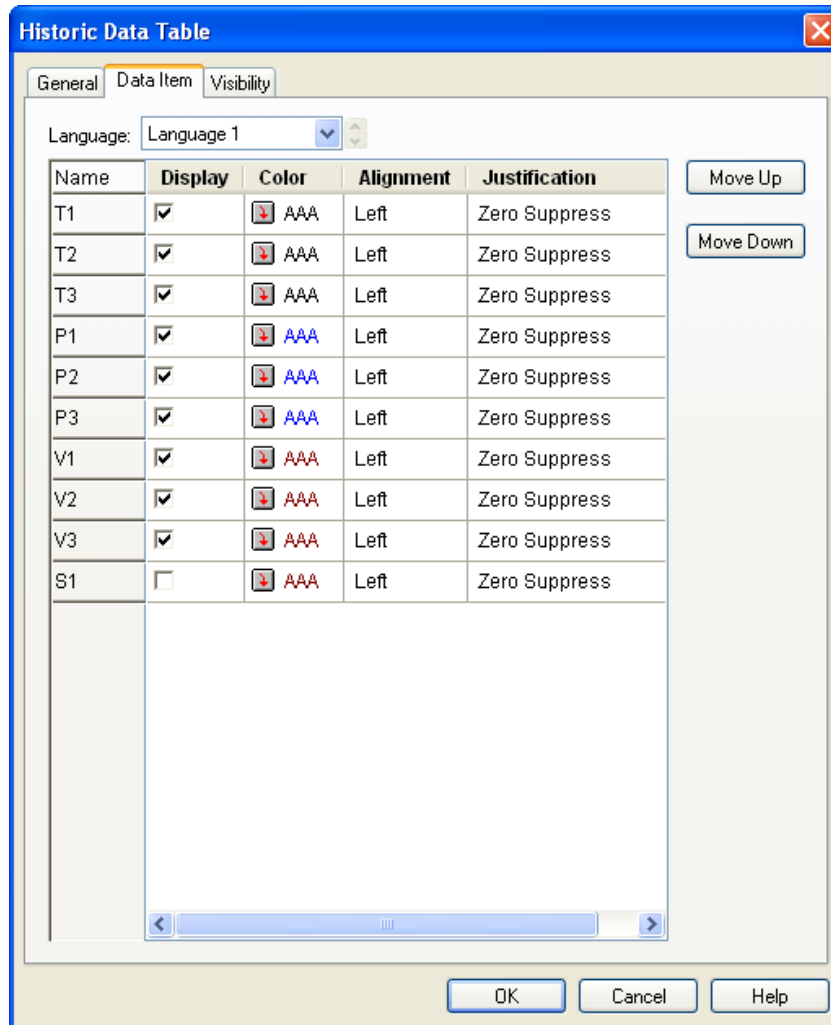 Historic Data Table
General Data Item Visibility
Language: Language 1
Name Display Color Alignment Justification
T1 AAA Left Zero Suppress
T2 AAA Left Zero Suppress
T3 AAA Left Zero Suppress
P1 AAA Left Zero Suppress
P2 AAA Left Zero Suppress
P3 AAA Left Zero Suppress
V1 AAA Left Zero Suppress
V2 AAA Left Zero Suppress
V3 AAA Left Zero Suppress
S1 AAA Left Zero Suppress
Move Up
Move Down
OK Cancel Help